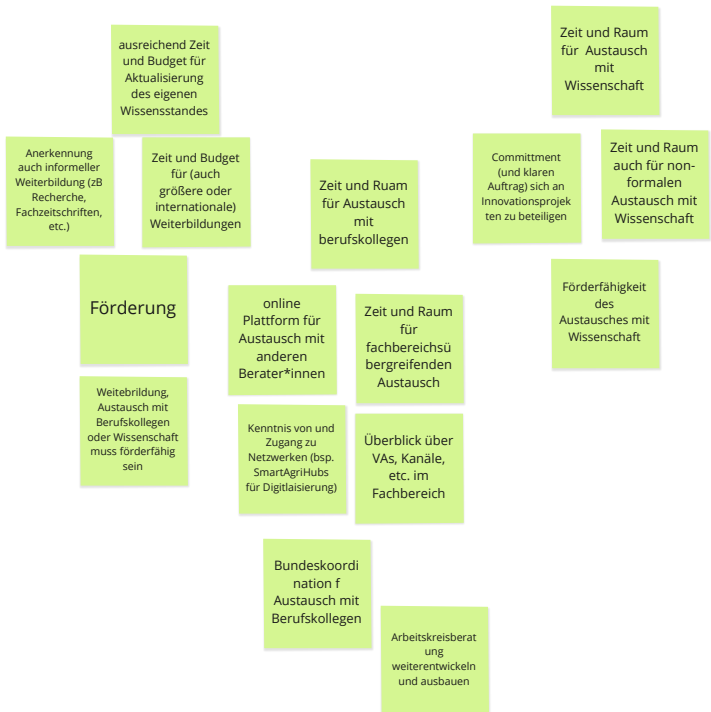 ausreichend Zeit
und Budget für
Aktualisierung
des eigenen
Wissensstandes
Zeit und Raum
für Austausch
mit
Wissenschaft
Anerkennung
auch informeller
Weiterbildung (zB
Recherche,
Fachzeitschriften,
etc.)
Zeit und Budget
für (auch
größere oder
internationale)
Weiterbildungen
Zeit und Ruam
für Austausch
mit
berufskollegen
Committment
(und klaren
Auftrag) sich an
Innovationsprojek
ten zu beteiligen
Zeit und Raum
auch für non-
formalen
Austausch mit
Wissenschaft
Förderung
online
Plattform für
Austausch mit
anderen
Berater*innen
Zeit und Raum
für
fachbereichsü
bergreifenden
Austausch
Förderfähigkeit
des
Austausches mit
Wissenschaft
Weitebrildung,
Austausch mit
Berufskollegen
oder Wissenschaft
muss förderfähig
sein
Kenntnis von und
Zugang zu
Netzwerken (bsp.
SmartAgriHubs
für Digitlaisierung)
Überblick über
VAs, Kanäle,
etc. im
Fachbereich
Bundeskoordi
nation f
Austausch mit
Berufskollegen
Arbeitskreisberat
ung
weiterentwickeln
und ausbauen